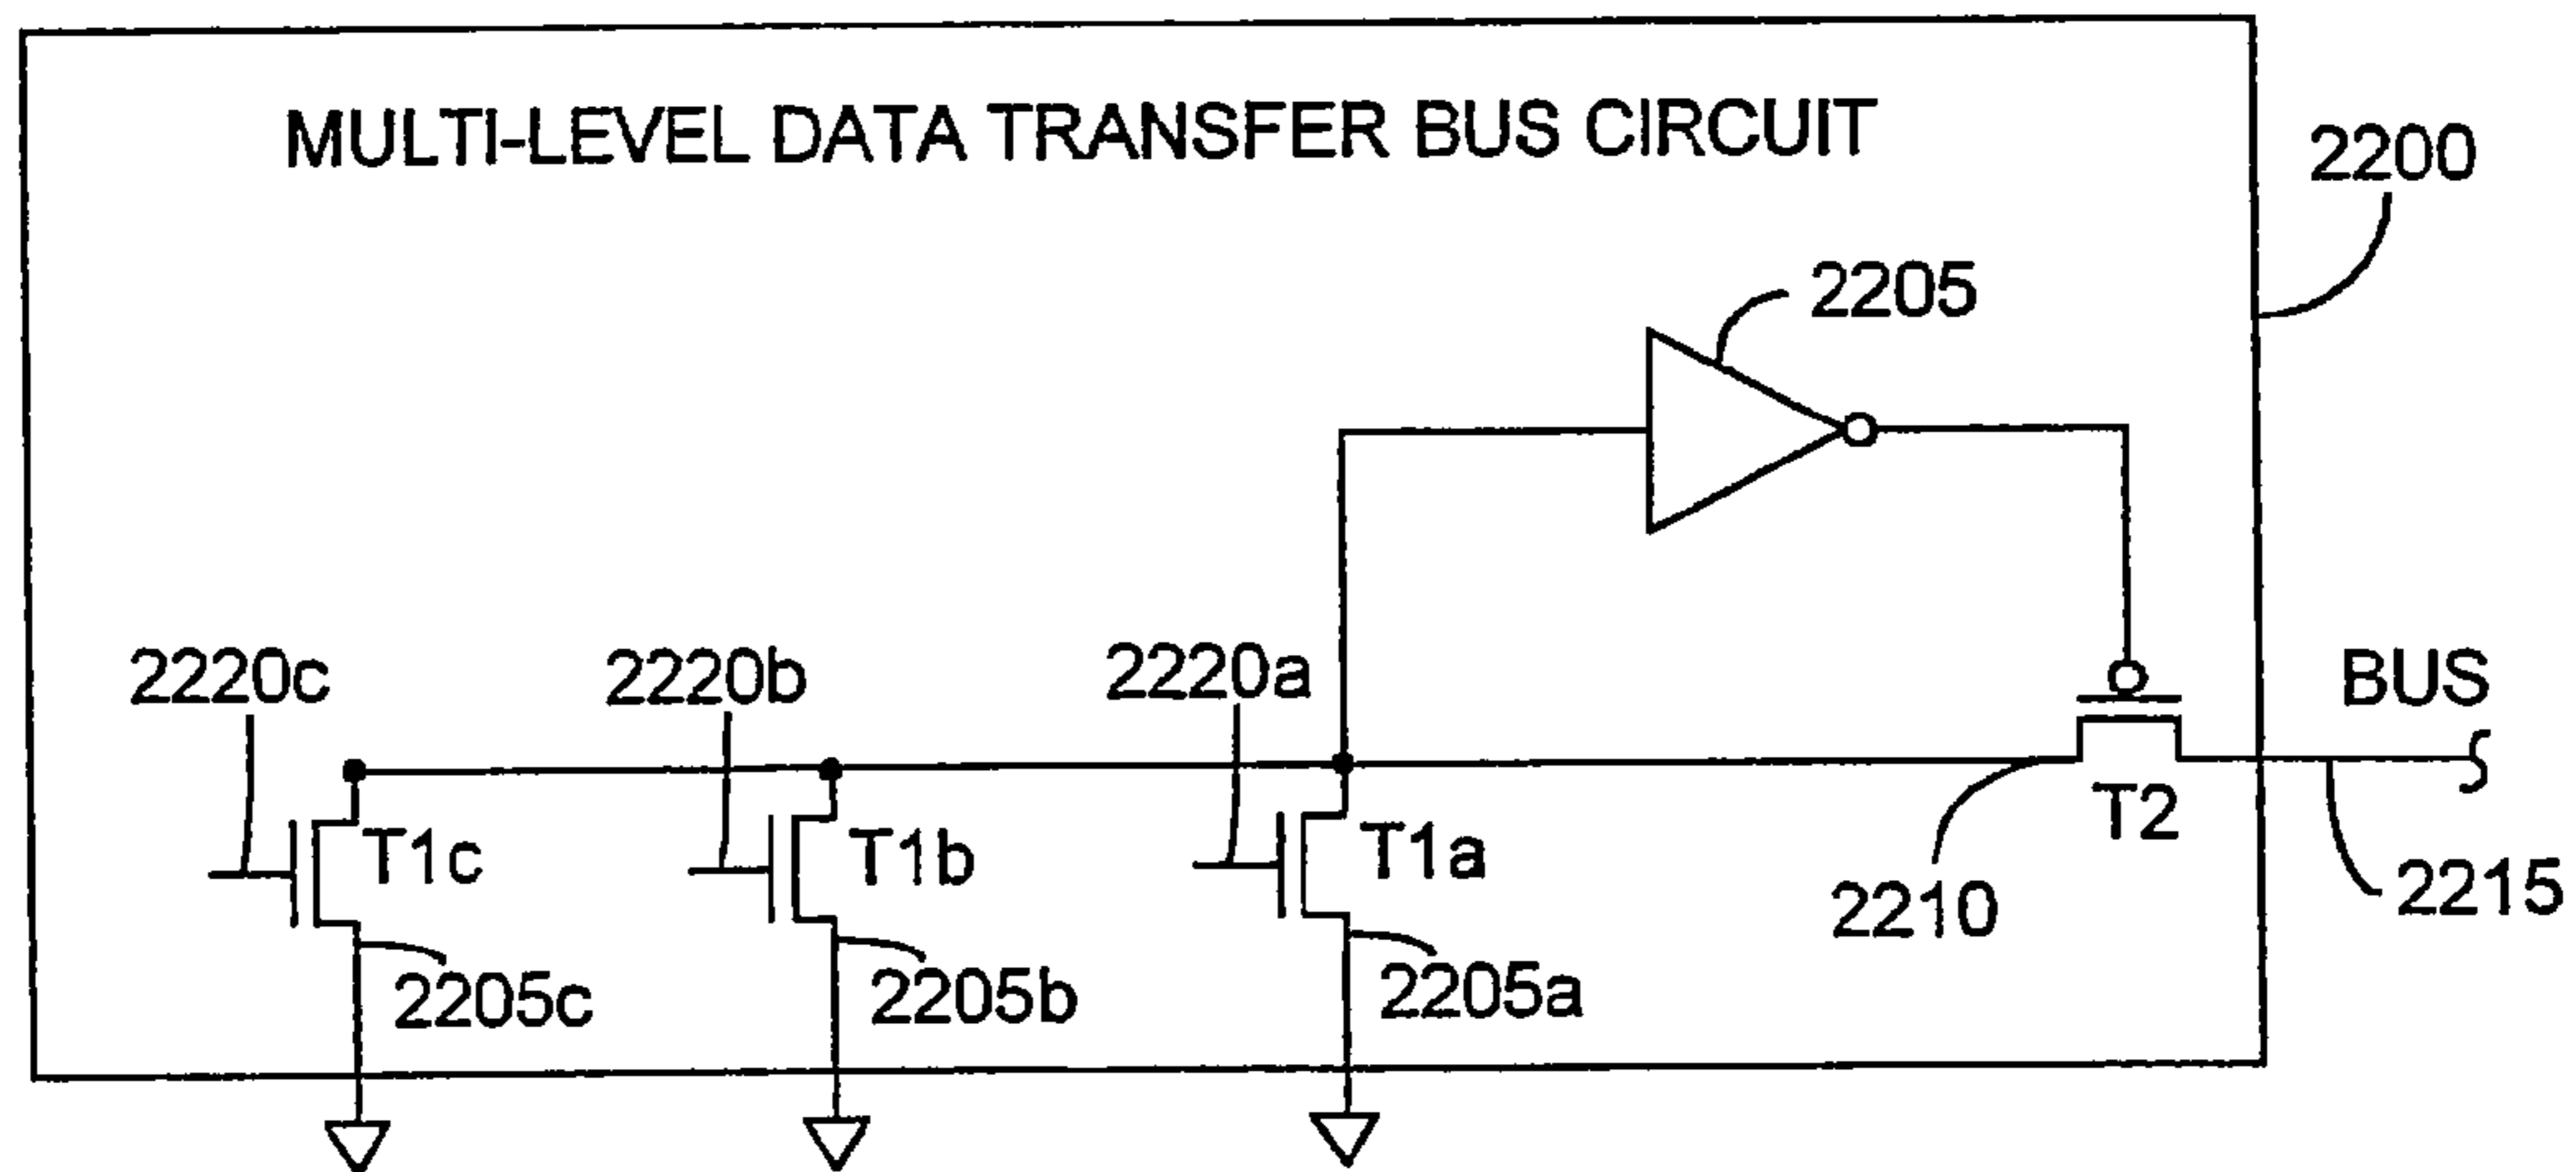 MULTI-LEVEL DATA TRANSFER BUS CIRCUIT
2200
2205
2220c
2220b
2220a
BUS
T1c
T1b
T1a
T2
2210
2215
2205c
2205b
2205a